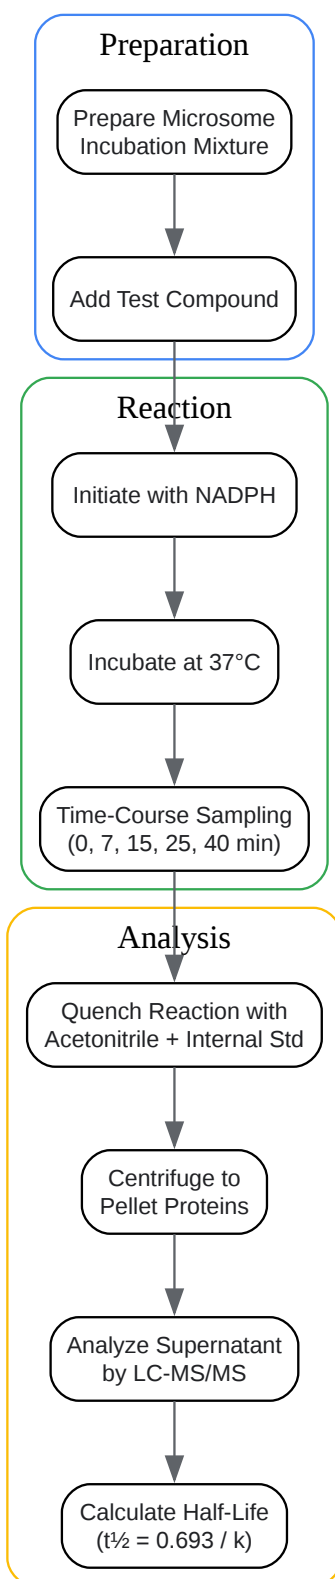 Preparation
Prepare Microsome
Incubation Mixture
Add Test Compound
Reaction
Initiate with NADPH
Incubate at 37°C
Time-Course Sampling
(0, 7, 15, 25, 40 min)
Analysis
Quench Reaction with
Acetonitrile + Internal Std
Centrifuge to
Pellet Proteins
Analyze Supernatant
by LC-MS/MS
Calculate Half-Life
(t½ = 0.693 / k)